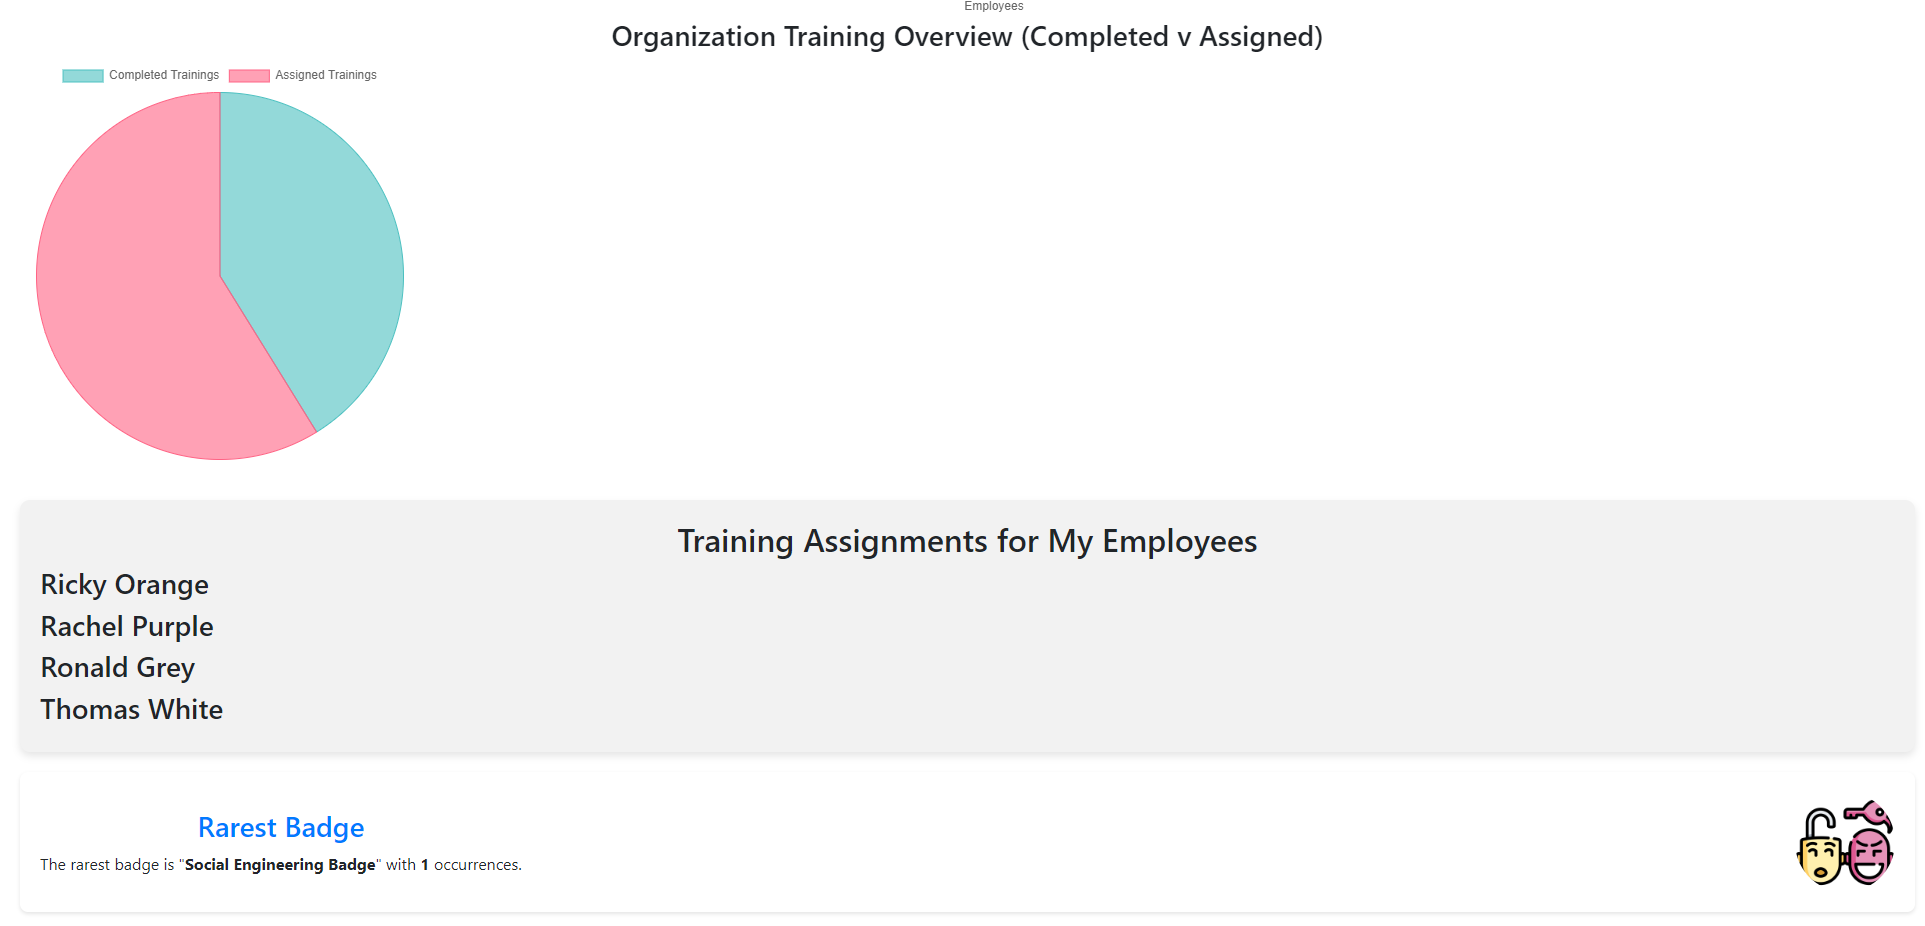 Employees
Organization Training Overview (Completed v Assigned)
Completed Trainings Assigned Trainings
Training Assignments for My Employees
Ricky Orange
Rachel Purple
Ronald Grey
Thomas White
Rarest Badge
The rarest badge is "Social Engineering Badge" with 1 occurrences.